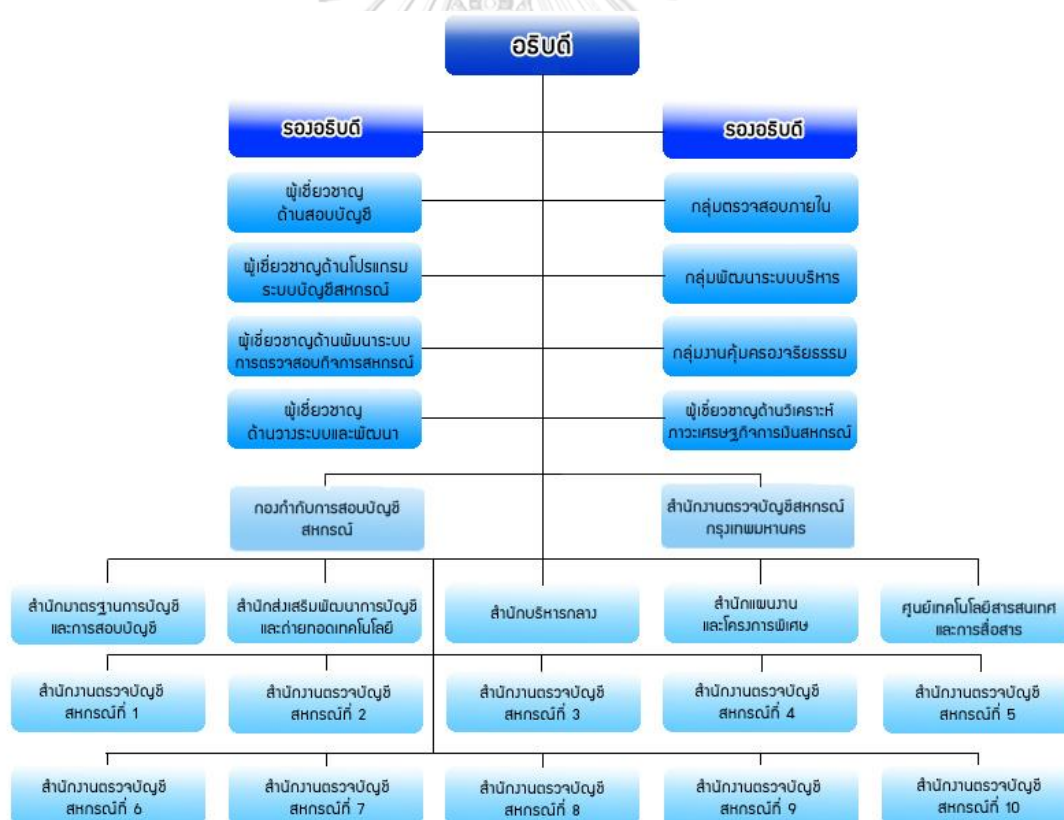 อธิบดี
รองอธิบดี
รองอธิบดี
ผู้เชี่ยวชาญ
ด้านสอบบัญชี
กลุ่มตรวจสอบภายใน
ผู้เชี่ยวชาญด้านโปรแกรม
ระบบบัญชีสหกรณ์
กลุ่มพัฒนาระบบบริหาร
ผู้เชี่ยวชาญด้านพัมนาระบบ
การตรวจสอบกิจการสหกรณ์
กลุ่มงานคุ้มครองจริยธรรม
ผู้เชี่ยวชาญ
ด้านวางระบบและพัฒนา
ผู้เชี่ยวชาญด้านวิเคราะห์
ภาวะเศรษฐกิจการเงินสหกรณ์
กองกำกับการสอบบัญชี
สหกรณ์
สำนักงานตรวจบัญชีสหกรณ์
กรุงเทพมหานคร
สำนักมาตรฐานการบัญชี
และการสอบบัญชี
สำนักส่งเสริมพัฒนาการบัญชี
และถ่ายทอดเทคโนโลยี
สำนักบริหารกลาง
สำนักแผนงาน
และโครงการพิเศษ
ศูนย์เทคโนโลยีสารสนเทศ
และการสื่อสาร
สำนักงานตรวจบัญชี
สหกรณ์ที่ 1
สำนักงานตรวจบัญชี
สหกรณ์ที่ 2
สำนักงานตรวจบัญชี
สหกรณ์ที่ 3
สำนักงานตรวจบัญชี
สหกรณ์ที่ 4
สำนักงานตรวจบัญชี
สหกรณ์ที่ 5
สำนักงานตรวจบัญชี
สหกรณ์ที่ 6
สำนักงานตรวจบัญชี
สหกรณ์ที่ 7
สำนักงานตรวจบัญชี
สหกรณ์ที่ 8
สำนักงานตรวจบัญชี
สหกรณ์ที่ 9
สำนักงานตรวจบัญชี
สหกรณ์ที่ 10